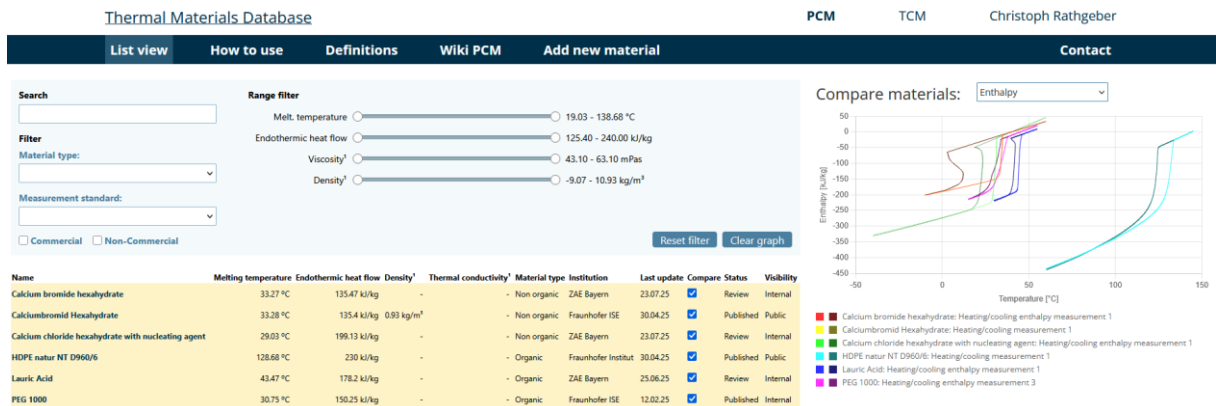 Thermal Materials Database PCM TCM Christoph Rathgeber
List view How to use Definitions Wiki PCM Add new material Contact
Search
Range filter
Melt. temperature 19.03 - 138.68 °C
Endothermic heat flow 125.40 - 240.00 kJ/kg
Viscosity¹ 43.10 - 63.10 mPas
Density¹ -9.07 - 10.93 kg/m³
Filter
Material type:
Measurement standard:
Commercial Non-Commercial
Reset filter Clear graph
Name Melting temperature Endothermic heat flow Density¹ Thermal conductivity¹ Material type Institution Last update Compare Status Visibility
Calcium bromide hexahydrate 33.27 °C 135.47 kJ/kg - - Non organic ZAE Bayern 23.07.25 Review Internal
Calciumbromid Hexahydrate 33.28 °C 135.4 kJ/kg 0.93 kg/m³ - Non organic Fraunhofer ISE 30.04.25 Published Public
Calcium chloride hexahydrate with nucleating agent 29.03 °C 199.13 kJ/kg - - Non organic ZAE Bayern 23.07.25 Review Internal
HDPE natur NT D960/6 128.68 °C 230 kJ/kg - - Organic Fraunhofer Institut 30.04.25 Published Public
Lauric Acid 43.47 °C 178.2 kJ/kg - - Organic ZAE Bayern 25.06.25 Review Internal
PEG 1000 30.75 °C 150.25 kJ/kg - - Organic Fraunhofer ISE 12.02.25 Published Internal
Compare materials: Enthalpy
50
0
-50
-100
-150
-200
-250
-300
-350
-400
-450
Enthalpy [kJ/kg]
-50 0 50 100 150
Temperature [°C]
Calcium bromide hexahydrate: Heating/cooling enthalpy measurement 1
Calciumbromid Hexahydrate: Heating/cooling measurement 1
Calcium chloride hexahydrate with nucleating agent: Heating/cooling enthalpy measurement 1
HDPE natur NT D960/6: Heating/cooling measurement 1
Lauric Acid: Heating/cooling enthalpy measurement 1
PEG 1000: Heating/cooling enthalpy measurement 3